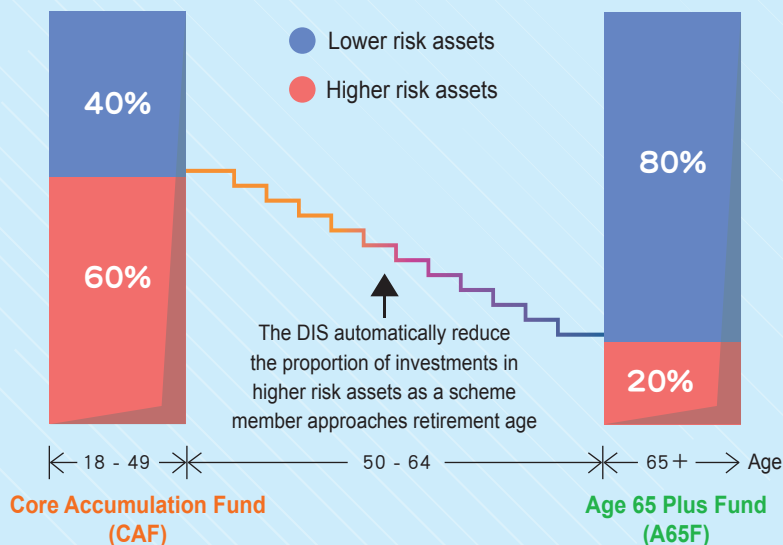 Lower risk assets
Higher risk assets
40%
60%
80%
20%
The DIS automatically reduce
the proportion of investments in
higher risk assets as a scheme
member approaches retirement age
18 - 49
50 - 64
65+
Age
Core Accumulation Fund
(CAF)
Age 65 Plus Fund
(A65F)